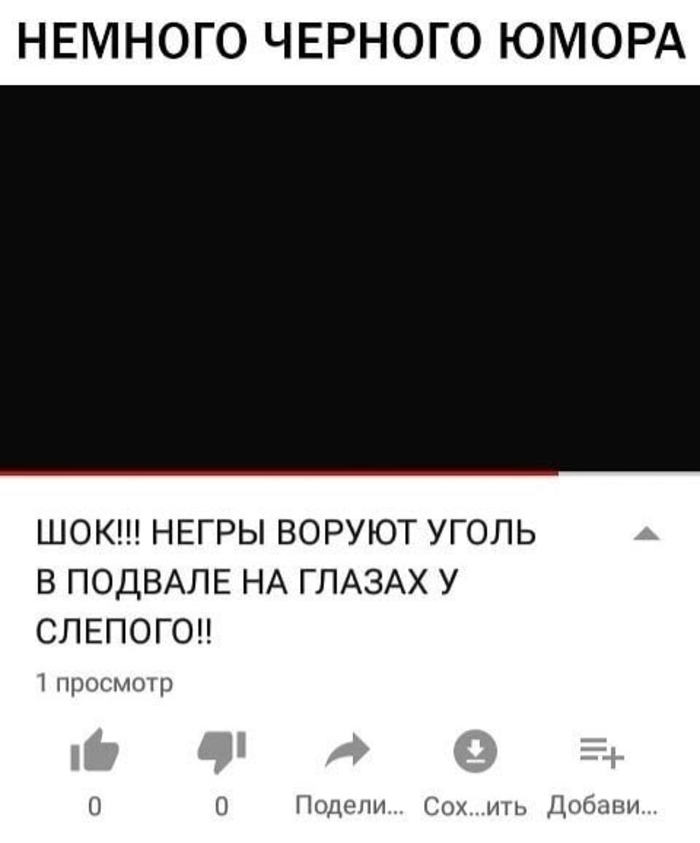 НЕМНОГО ЧЕРНОГО ЮМОРА
ШОК!!! НЕГРЫ ВОРУЮТ УГОЛЬ
В ПОДВАЛЕ НА ГЛАЗАХ У
СЛЕПОГО!!
1 просмотр
0 0 Подели... Сох...ить Добави...